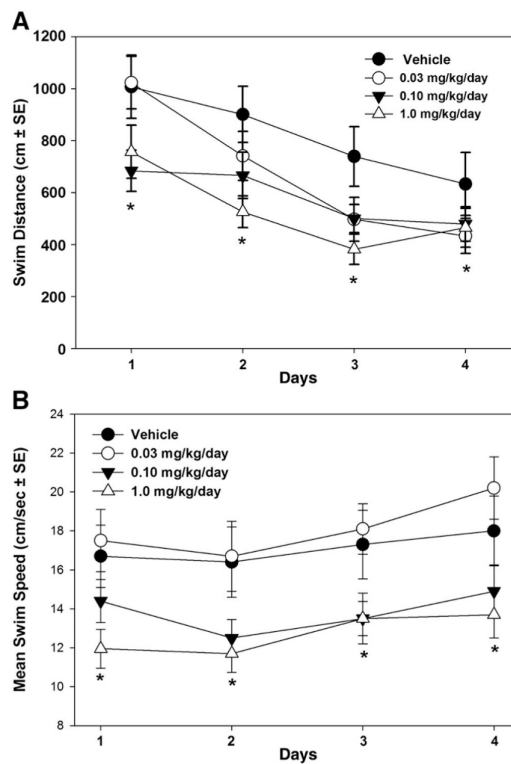 A
Swim Distance (cm ± SE)
1200
1000
800
600
400
200
0
Vehicle
0.03 mg/kg/day
0.10 mg/kg/day
1.0 mg/kg/day
* * * *
1 2 3 4
Days
B
Mean Swim Speed (cm/sec ± SE)
24
22
20
18
16
14
12
10
8
Vehicle
0.03 mg/kg/day
0.10 mg/kg/day
1.0 mg/kg/day
* * * *
1 2 3 4
Days